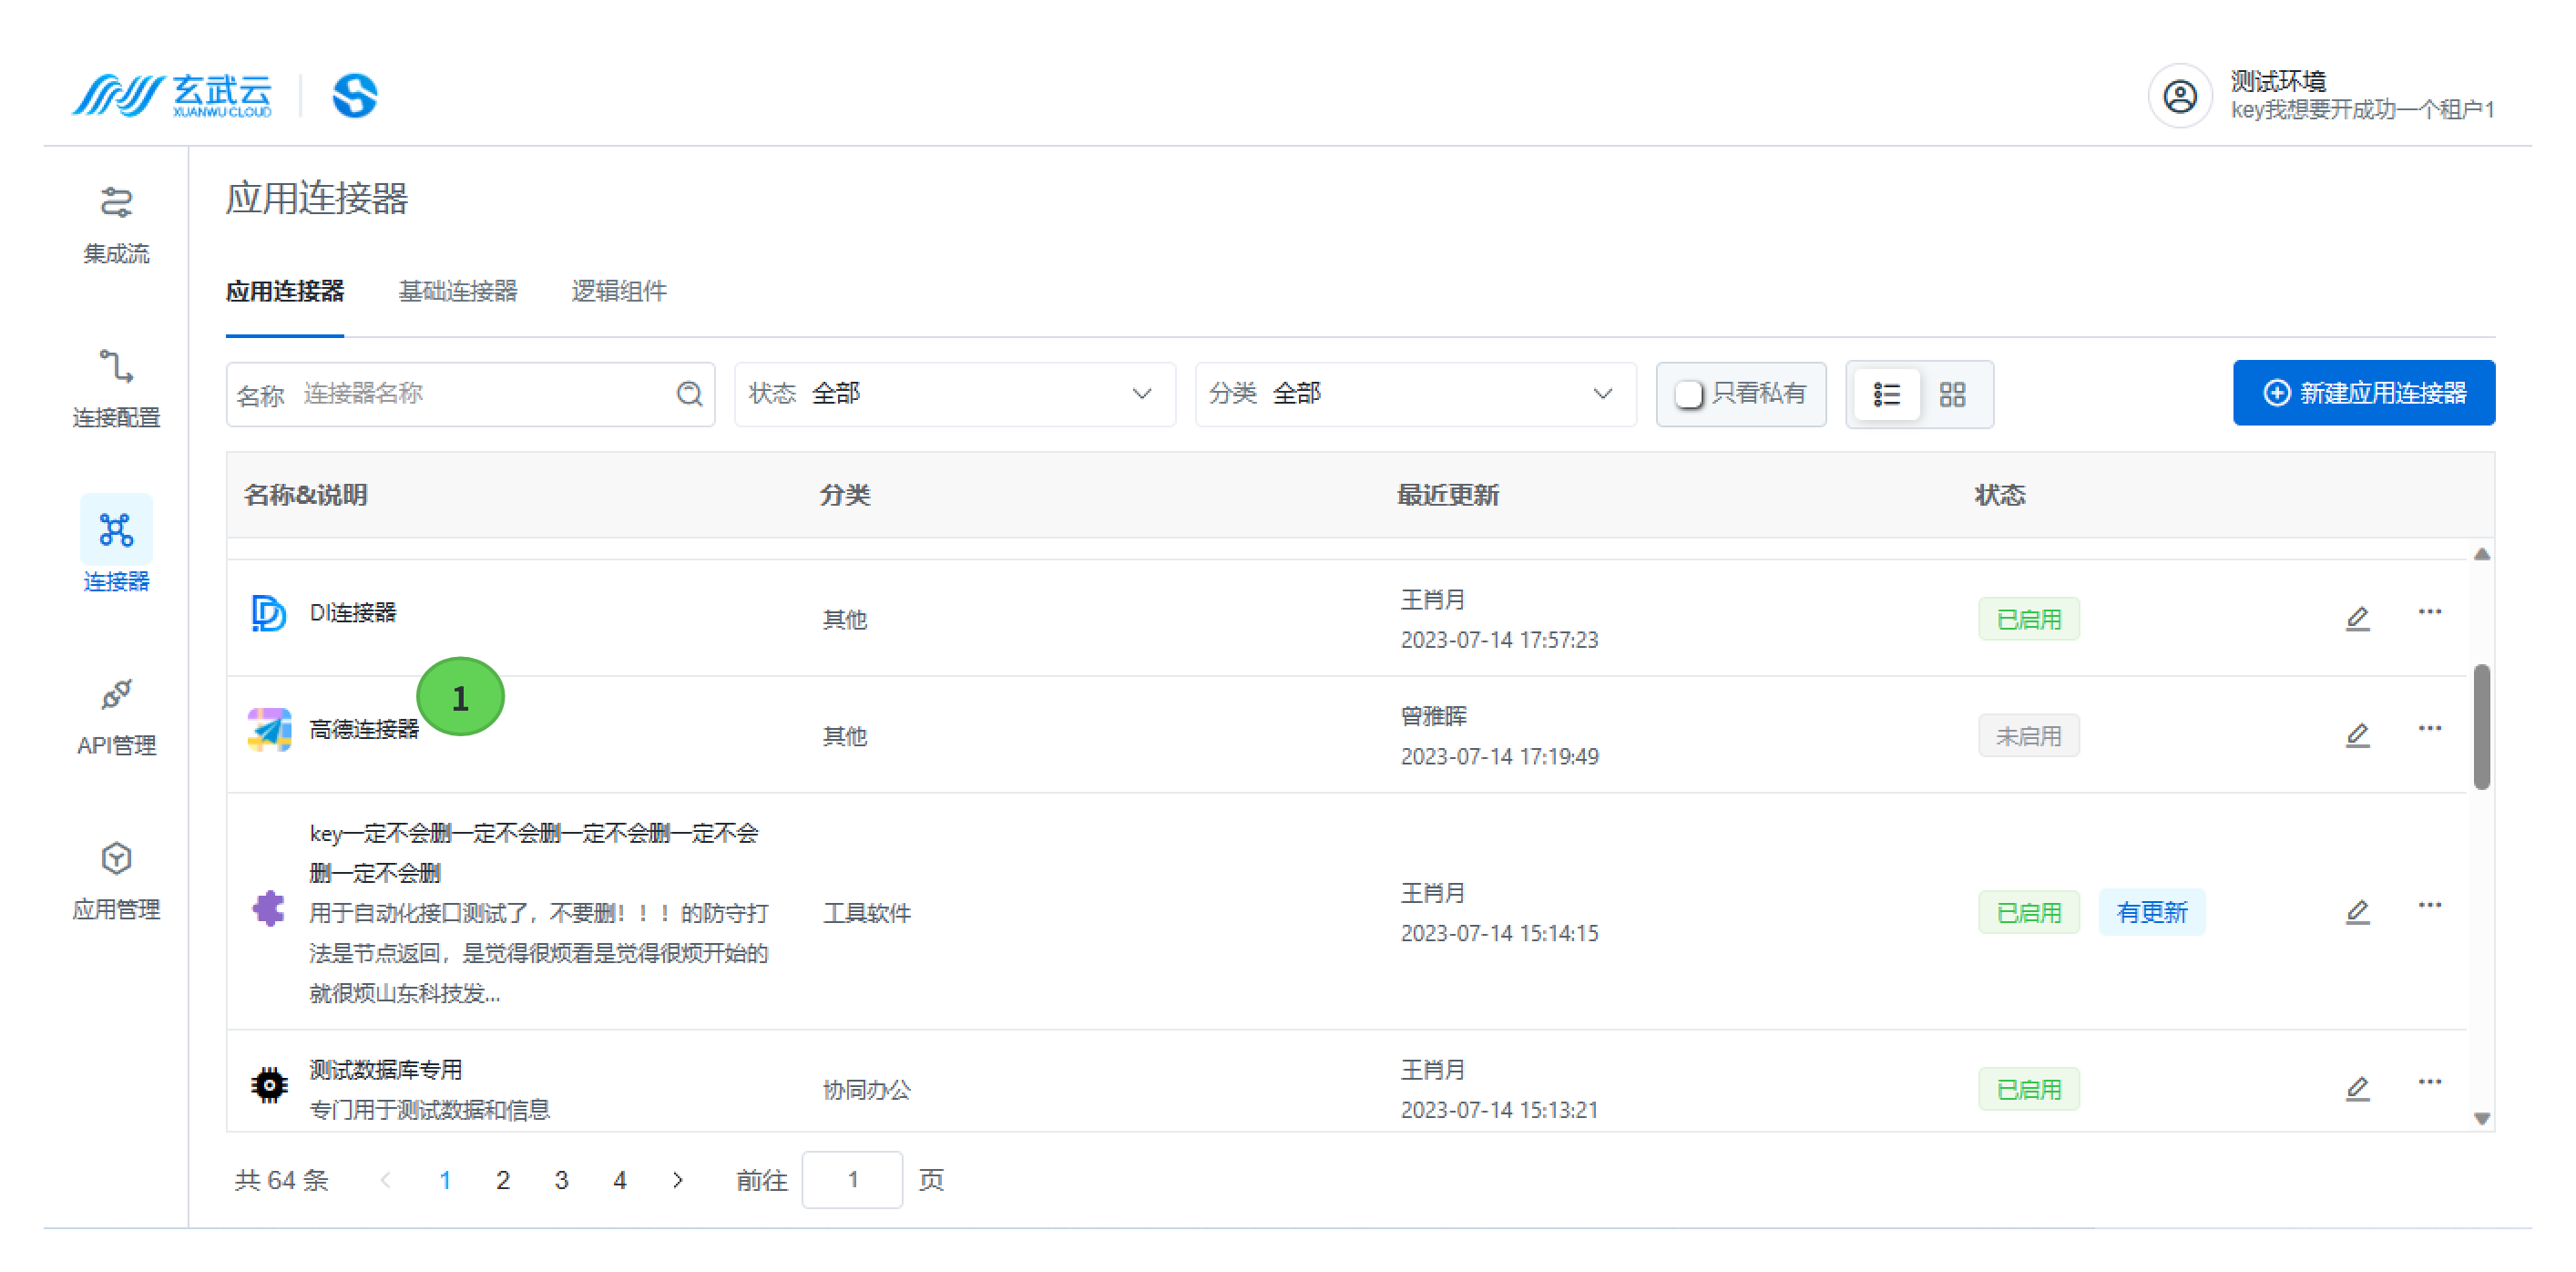 玄武云
XUANWU CLOUD
测试环境
key我想要开成功一个租户1
集成流
连接配置
连接器
API管理
应用管理
应用连接器
应用连接器 基础连接器 逻辑组件
名称 连接器名称 状态 全部 分类 全部 只看私有 新建应用连接器
名称&说明 分类 最近更新 状态
DI连接器 其他 王肖月 已启用
2023-07-14 17:57:23
1
高德连接器 其他 曾雅晖 未启用
2023-07-14 17:19:49
key一定不会删一定不会删一定不会删一定不会
删一定不会删
用于自动化接口测试了，不要删！！！的防守打
法是节点返回，是觉得很烦看是觉得很烦开始的
就很烦山东科技发...
工具软件
王肖月
2023-07-14 15:14:15
已启用 有更新
测试数据库专用
专门用于测试数据和信息
协同办公
王肖月
2023-07-14 15:13:21
已启用
共 64 条 1 2 3 4 前往 1 页